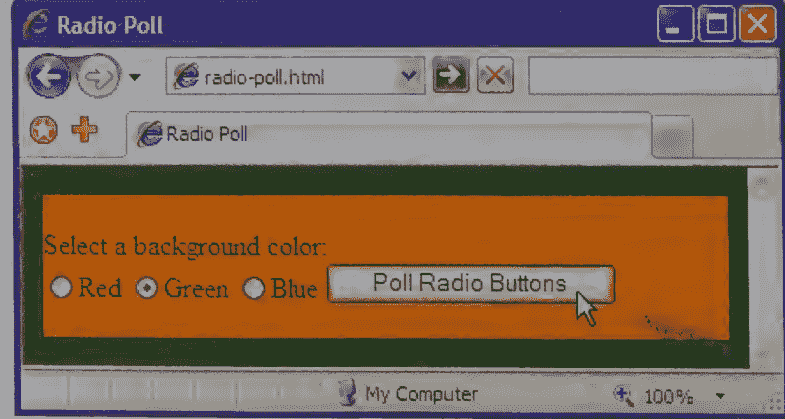 Radio Poll
radio-poll.html
Radio Poll
Select a background color:
Red Green Blue Poll Radio Buttons
My Computer 100%